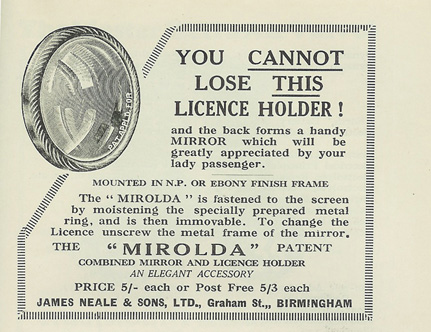 PAT. APPLD. FOR
YOU CANNOT
LOSE THIS
LICENCE HOLDER !
and the back forms a handy
MIRROR which will be
greatly appreciated by your
lady passenger.
MOUNTED IN N.P. OR EBONY FINISH FRAME
The "MIROLDA" is fastened to the screen
by moistening the specially prepared metal
ring, and is then immovable. To change the
Licence unscrew the metal frame of the mirror.
THE "MIROLDA" PATENT
COMBINED MIRROR AND LICENCE HOLDER
AN ELEGANT ACCESSORY
PRICE 5/- each or Post Free 5/3 each
JAMES NEALE & SONS, LTD., Graham St., BIRMINGHAM